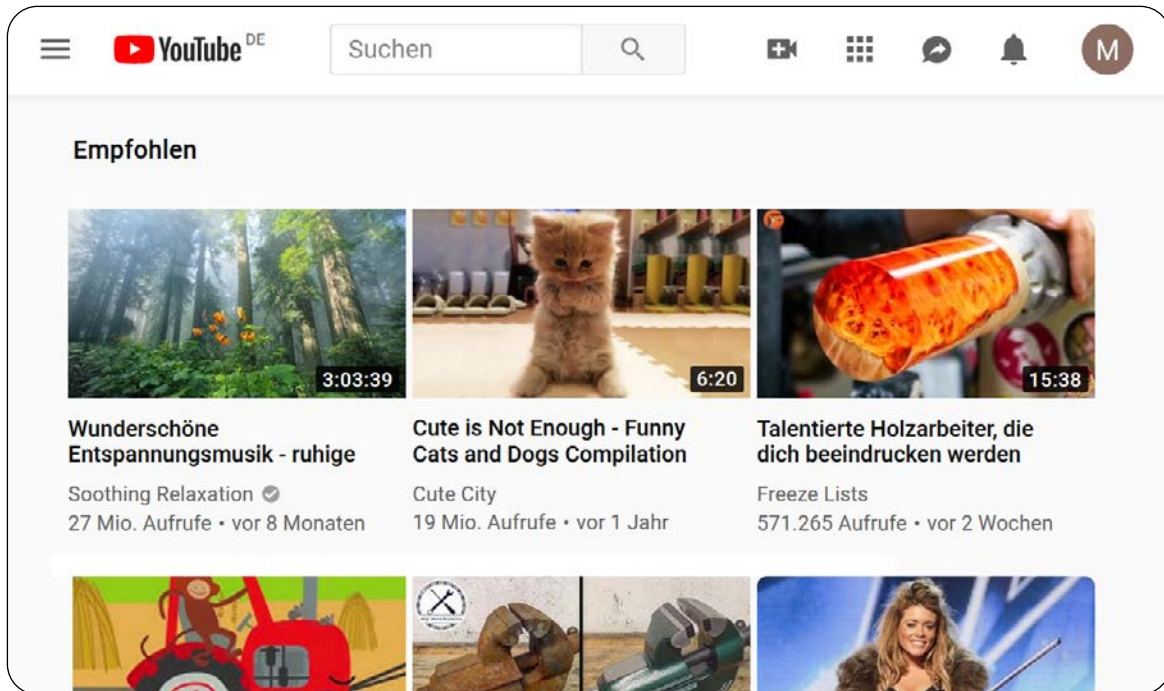 YouTube DE
Suchen
M
Empfohlen
3:03:39
6:20
15:38
Wunderschöne
Entspannungsmusik - ruhige
Soothing Relaxation
27 Mio. Aufrufe • vor 8 Monaten
Cute is Not Enough - Funny
Cats and Dogs Compilation
Cute City
19 Mio. Aufrufe • vor 1 Jahr
Talentierte Holzarbeiter, die
dich beeindrucken werden
Freeze Lists
571.265 Aufrufe • vor 2 Wochen